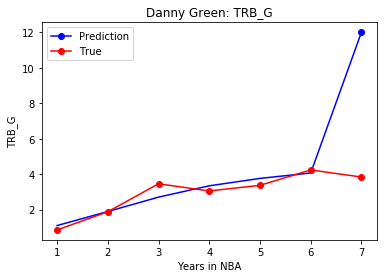 Danny Green: TRB_G
Prediction
True
TRB_G
12
10
8
6
4
2
1 2 3 4 5 6 7
Years in NBA